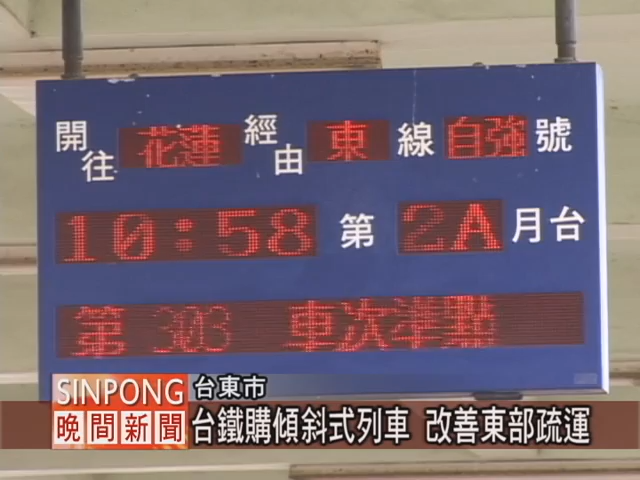 開往 花蓮 經由 東 線 自強 號
10:58 第 2A 月台
第 303 車次準點
SINPONG 台東市
晚間新聞 台鐵購傾斜式列車 改善東部疏運